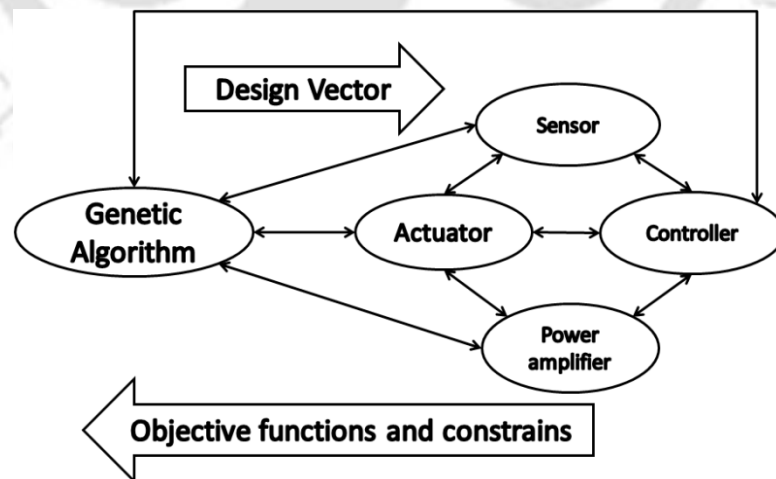 Design Vector
Sensor
Genetic
Algorithm
Actuator
Controller
Power
amplifier
Objective functions and constrains